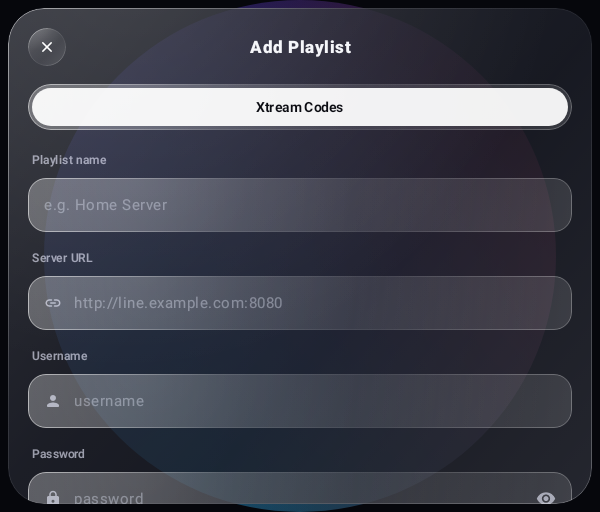 Add Playlist
Xtream Codes
Playlist name
e.g. Home Server
Server URL
http://line.example.com:8080
Username
username
Password
password